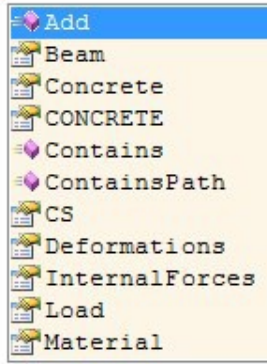 Add
Beam
Concrete
CONCRETE
Contains
ContainsPath
CS
Deformations
InternalForces
Load
Material